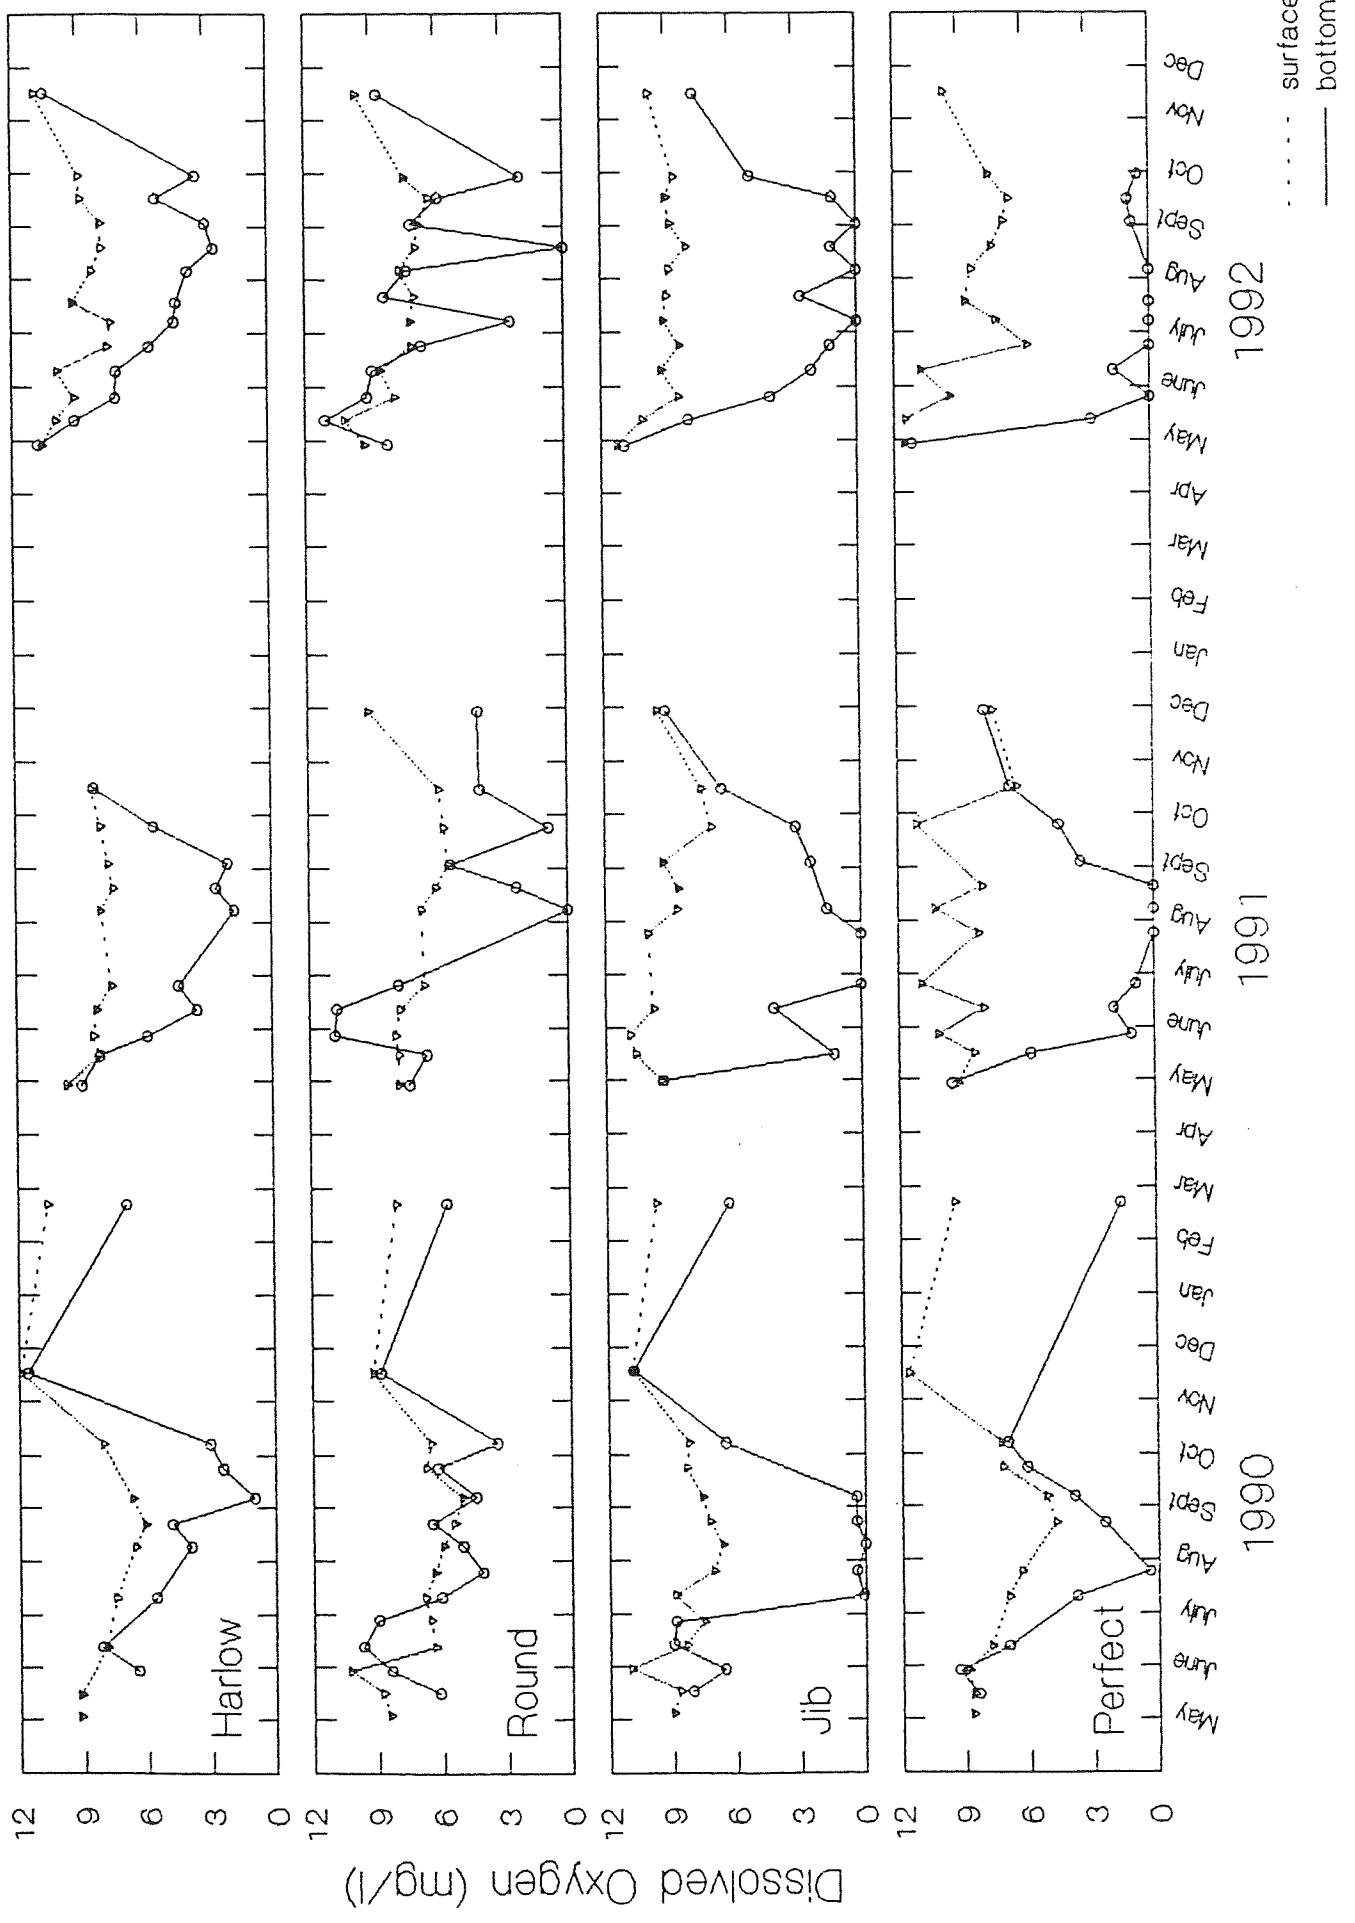 Dissolved Oxygen (mg/l)
12
9
6
3
0
Harlow
12
9
6
3
0
Round
12
9
6
3
0
Jib
12
9
6
3
0
Perfect
May June July Aug Sept Oct Nov Dec Jan Feb Mar Apr May June July Aug Sept Oct Nov Dec Jan Feb Mar Apr May June July Aug Sept Oct Nov Dec
1990 1991 1992
surface
bottom